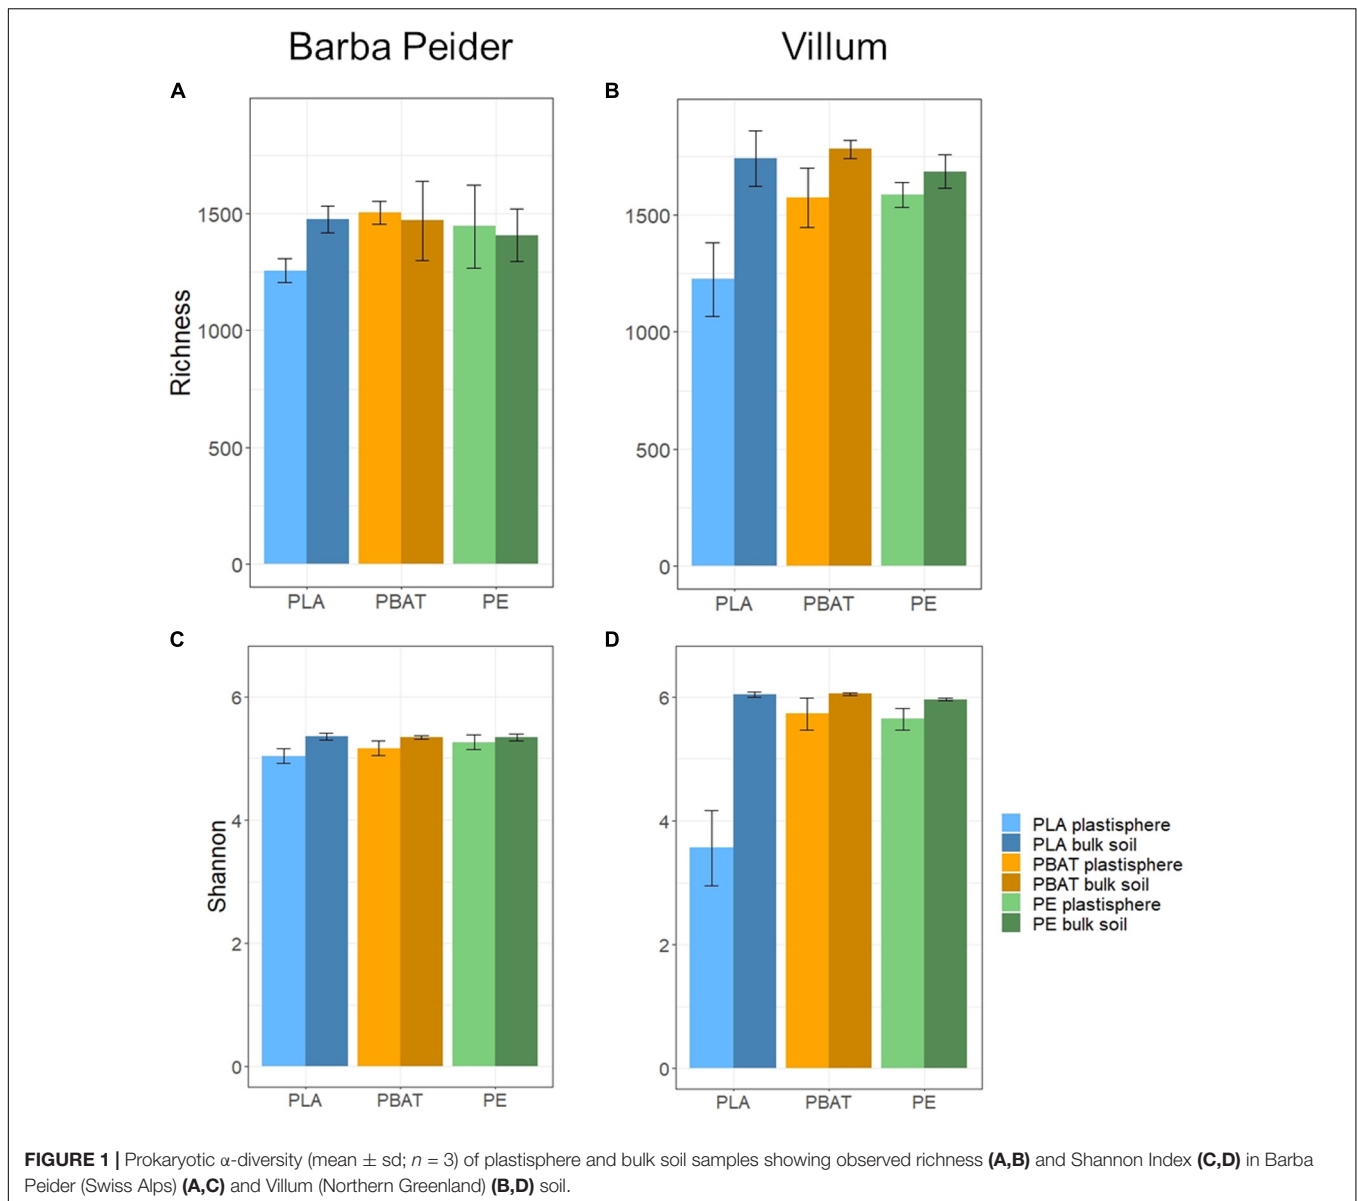 Barba Peider
Villum
A
B
Richness
1500
1000
500
0
1500
1000
500
0
PLA PBAT PE
PLA PBAT PE
C
D
Shannon
6
4
2
0
6
4
2
0
PLA PBAT PE
PLA PBAT PE
PLA plastisphere
PLA bulk soil
PBAT plastisphere
PBAT bulk soil
PE plastisphere
PE bulk soil
FIGURE 1 | Prokaryotic α-diversity (mean ± sd; n = 3) of plastisphere and bulk soil samples showing observed richness (A,B) and Shannon Index (C,D) in Barba
Peider (Swiss Alps) (A,C) and Villum (Northern Greenland) (B,D) soil.